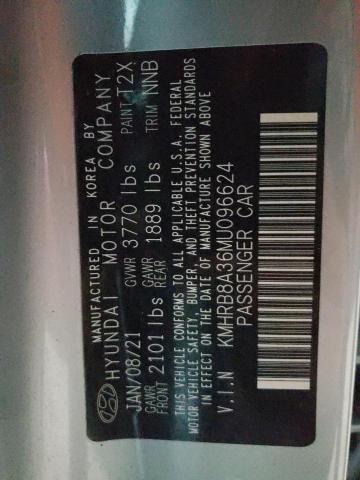 MANUFACTURED IN KOREA BY
HYUNDAI MOTOR COMPANY
JAN/08/21 GVWR 3770 lbs PAINT T2X
GAWR FRONT 2101 lbs GAWR REAR 1889 lbs TRIM NNB
THIS VEHICLE CONFORMS TO ALL APPLICABLE U.S.A. FEDERAL
MOTOR VEHICLE SAFETY, BUMPER, AND THEFT PREVENTION STANDARDS
IN EFFECT ON THE DATE OF MANUFACTURE SHOWN ABOVE
V.I.N KMHRB8A36MU096624
PASSENGER CAR